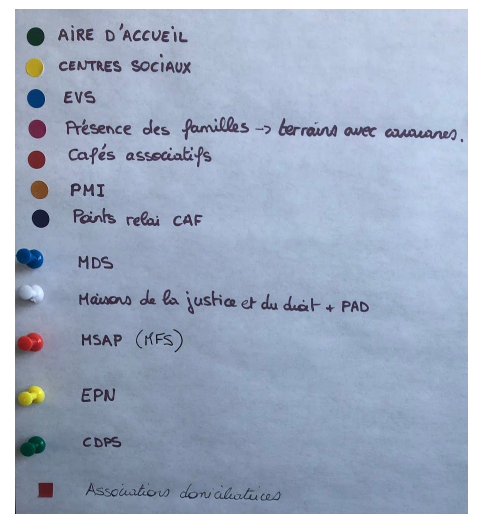 AIRE D'ACCUEIL
CENTRES SOCIAUX
EVS
Présence des familles -> terrains avec caravanes.
Cafés associatifs
PMI
Points relai CAF
MDS
Maisons de la justice et du droit + PAD
MSAP (MFS)
EPN
CDPS
Associations domiciliatrices